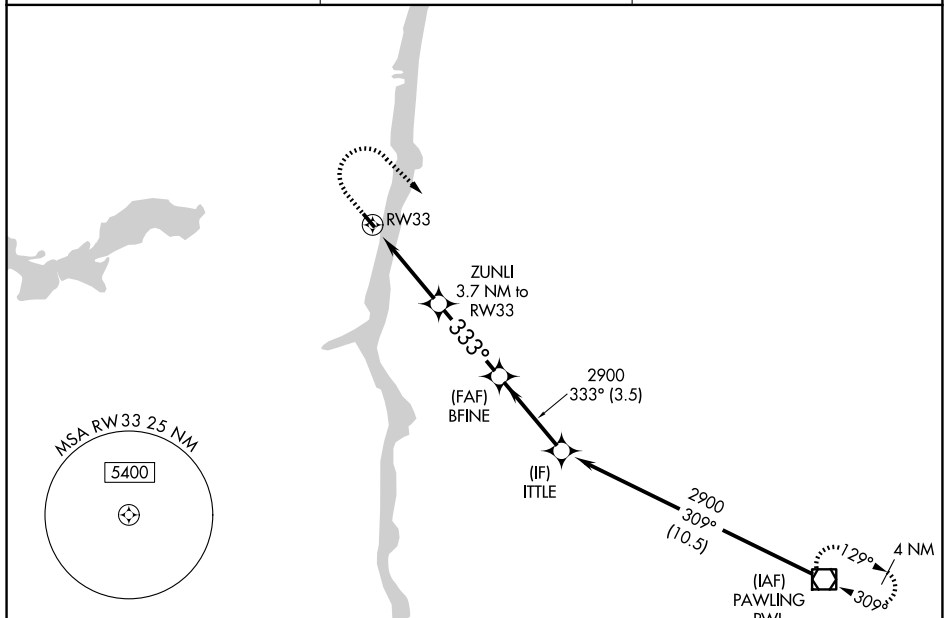 RW33
ZUNLI
3.7 NM to
RW33
333°
(FAF)
BFINE
2900
333° (3.5)
(IF)
ITTLE
MSA RW33 25 NM
5400
2900
309°
(10.5)
129°
4 NM
309°
(IAF)
PAWLING